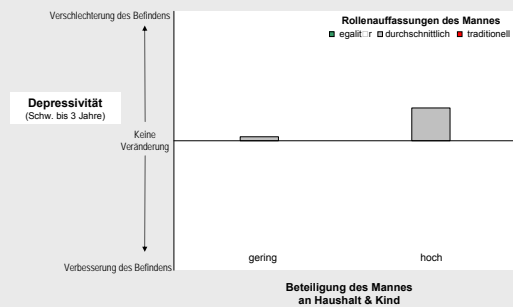 Verschlechterung des Befindens
Rollenauffassungen des Mannes
egalit□r durchschnittlich traditionell
Depressivität
(Schw. bis 3 Jahre)
Keine
Veränderung
gering hoch
Verbesserung des Befindens
Beteiligung des Mannes
an Haushalt & Kind